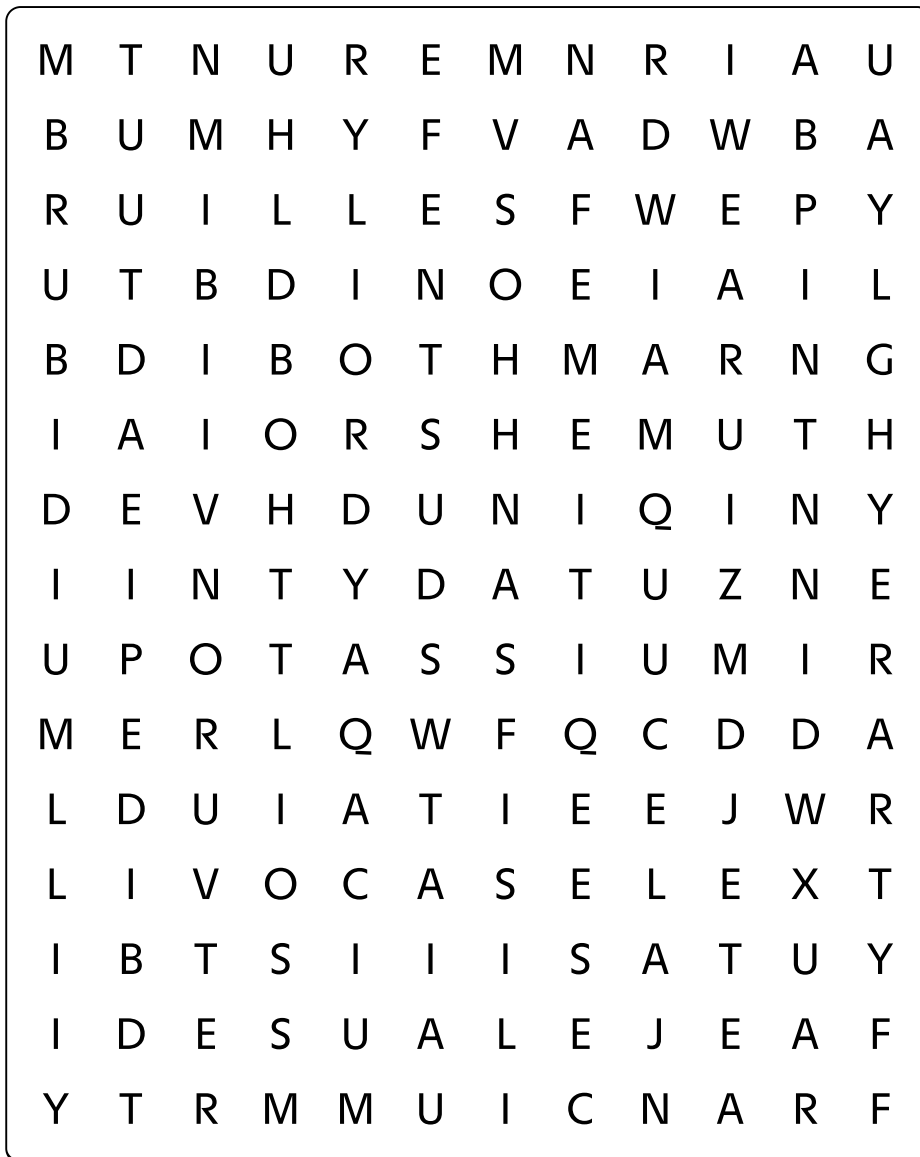 M T N U R E M N R I A U
B U M H Y F V A D W B A
R U I L L E S F W E P Y
U T B D I N O E I A I L
B D I B O T H M A R N G
I A I O R S H E M U T H
D E V H D U N I Q I N Y
I I N T Y D A T U Z N E
U P O T A S S I U M I R
M E R L Q W F Q C D D A
L D U I A T I E E J W R
L I V O C A S E L E X T
I B T S I I I S A T U Y
I D E S U A L E J E A F
Y T R M M U I C N A R F